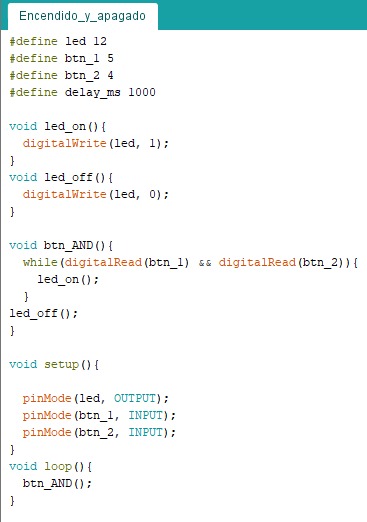 Encendido_y_apagado
#define led 12
#define btn_1 5
#define btn_2 4
#define delay_ms 1000
void led_on(){
digitalWrite(led, 1);
}
void led_off(){
digitalWrite(led, 0);
}
void btn_AND(){
while(digitalRead(btn_1) && digitalRead(btn_2)){
led_on();
}
led_off();
}
void setup(){
pinMode(led, OUTPUT);
pinMode(btn_1, INPUT);
pinMode(btn_2, INPUT);
}
void loop(){
btn_AND();
}